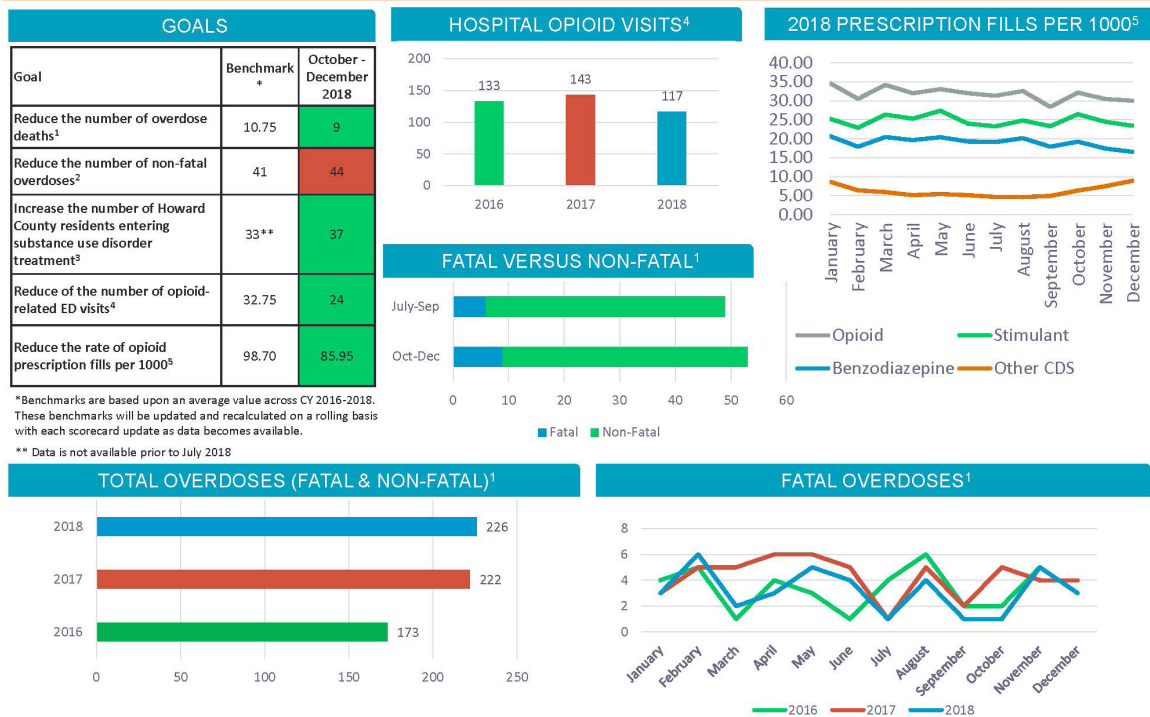 GOALS
Goal
Benchmark
*
October -
December
2018
Reduce the number of overdose
deaths1
10.75
9
Reduce the number of non-fatal
overdoses2
41
44
Increase the number of Howard
County residents entering
substance use disorder
treatment3
33**
37
Reduce of the number of opioid-
related ED visits4
32.75
24
Reduce the rate of opioid
prescription fills per 10005
98.70
85.95
*Benchmarks are based upon an average value across CY 2016-2018.
These benchmarks will be updated and recalculated on a rolling basis
with each scorecard update as data becomes available.
** Data is not available prior to July 2018
HOSPITAL OPIOID VISITS4
200
150
100
50
0
133
143
117
2016
2017
2018
FATAL VERSUS NON-FATAL1
July-Sep
Oct-Dec
0
10
20
30
40
50
60
Fatal
Non-Fatal
2018 PRESCRIPTION FILLS PER 10005
40.00
35.00
30.00
25.00
20.00
15.00
10.00
5.00
0.00
January
February
March
April
May
June
July
August
September
October
November
December
Opioid
Stimulant
Benzodiazepine
Other CDS
TOTAL OVERDOSES (FATAL & NON-FATAL)1
2018
226
2017
222
2016
173
0
50
100
150
200
250
FATAL OVERDOSES1
8
6
4
2
0
January
February
March
April
May
June
July
August
September
October
November
December
2016
2017
2018